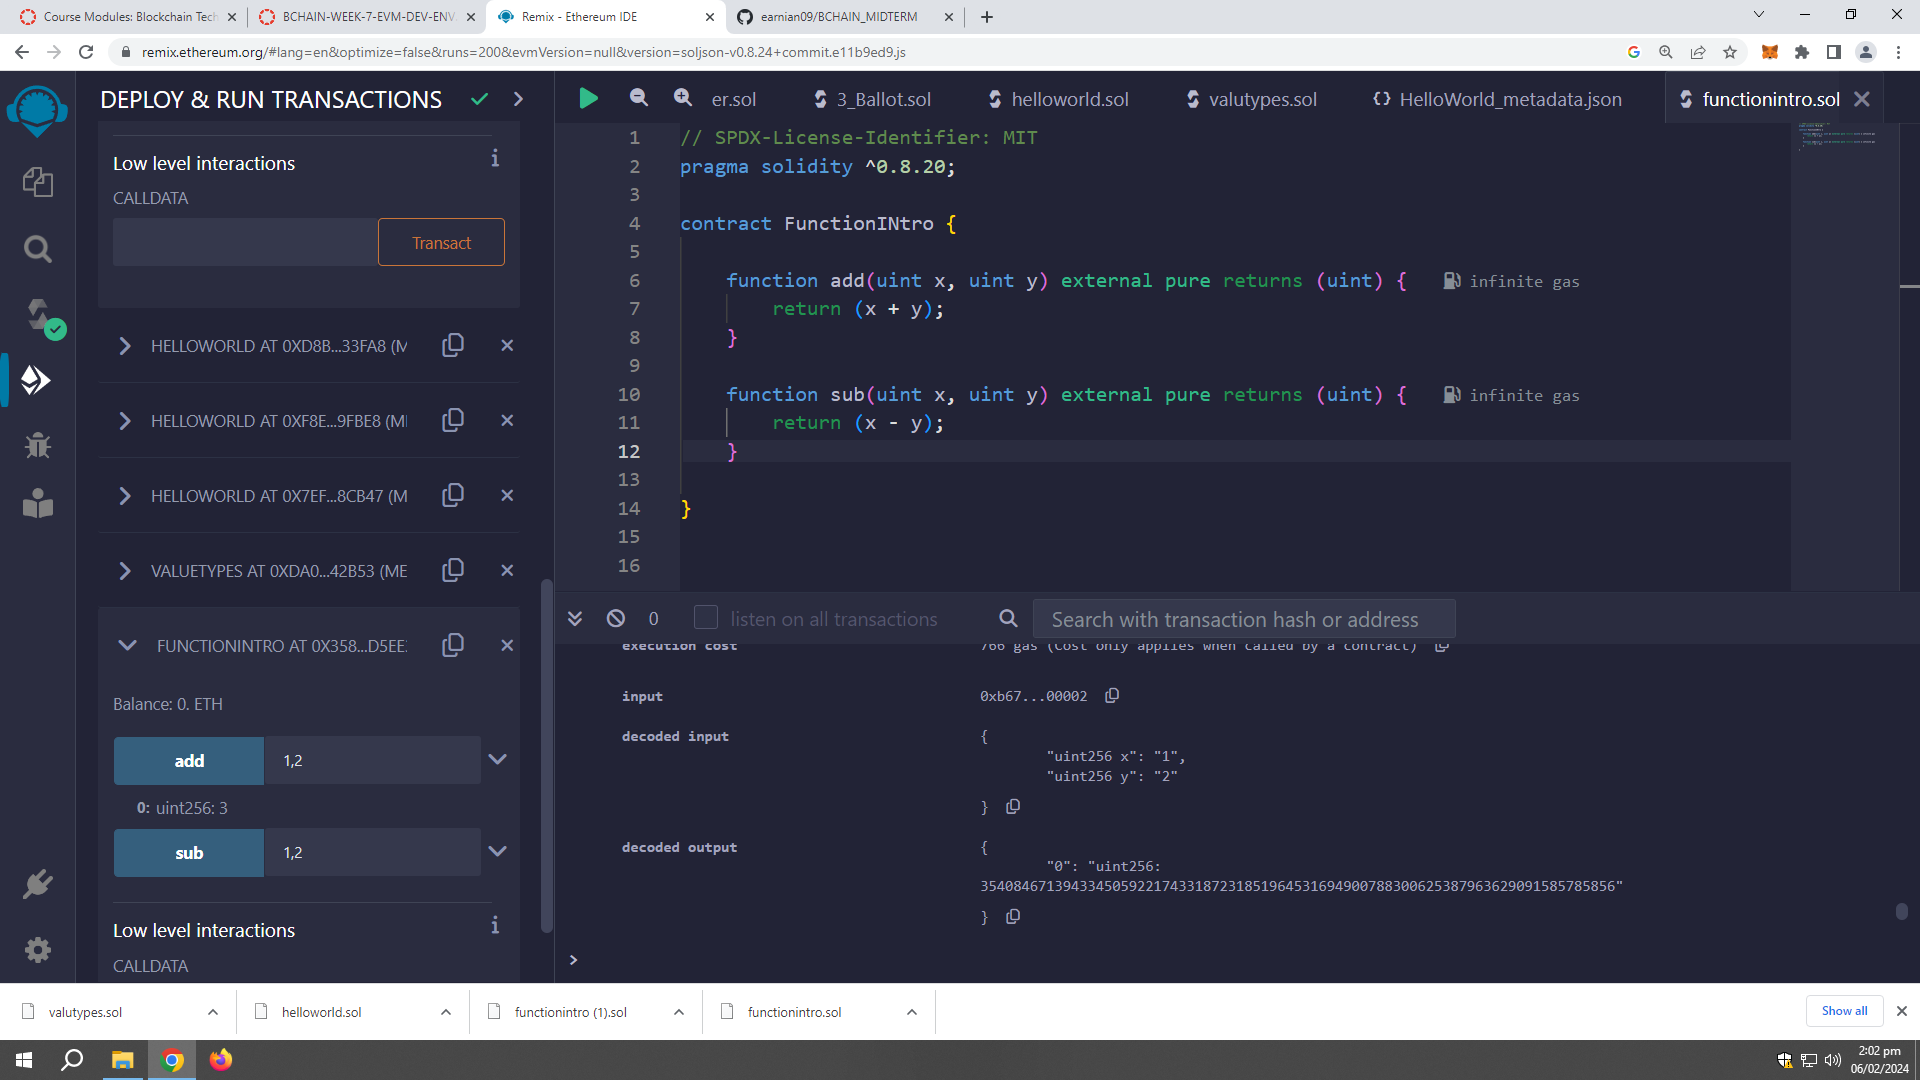 Course Modules: Blockchain Tech
BCHAIN-WEEK-7-EVM-DEV-ENV.
Remix - Ethereum IDE
earnian09/BCHAIN_MIDTERM
remix.ethereum.org/#lang=en&optimize=false&runs=200&evmVersion=null&version=soljson-v0.8.24+commit.e11b9ed9.js
DEPLOY & RUN TRANSACTIONS
Low level interactions
CALLDATA
Transact
HELLOWORLD AT 0XD8B...33FA8 (M
HELLOWORLD AT 0XF8E...9FBE8 (MI
HELLOWORLD AT 0X7EF...8CB47 (M
VALUETYPES AT 0XDA0...42B53 (ME
FUNCTIONINTRO AT 0X358...D5EE
Balance: 0. ETH
add 1,2
0: uint256: 3
sub 1,2
Low level interactions
CALLDATA
er.sol
3_Ballot.sol
helloworld.sol
valutypes.sol
{} HelloWorld_metadata.json
functionintro.sol
1 // SPDX-License-Identifier: MIT
2 pragma solidity ^0.8.20;
3
4 contract FunctionINtro {
5
6 function add(uint x, uint y) external pure returns (uint) { infinite gas
7 return (x + y);
8 }
9
10 function sub(uint x, uint y) external pure returns (uint) { infinite gas
11 return (x - y);
12 }
13
14 }
15
16
0 listen on all transactions Search with transaction hash or address
execution cost 766 gas (Cost only applies when called by a contract)
input 0xb67...00002
decoded input {
"uint256 x": "1",
"uint256 y": "2"
}
decoded output {
"0": "uint256:
35408467139433450592217433187231851964531694900788300625387963629091585785856"
}
>
valutypes.sol
helloworld.sol
functionintro (1).sol
functionintro.sol
Show all
2:02 pm
06/02/2024